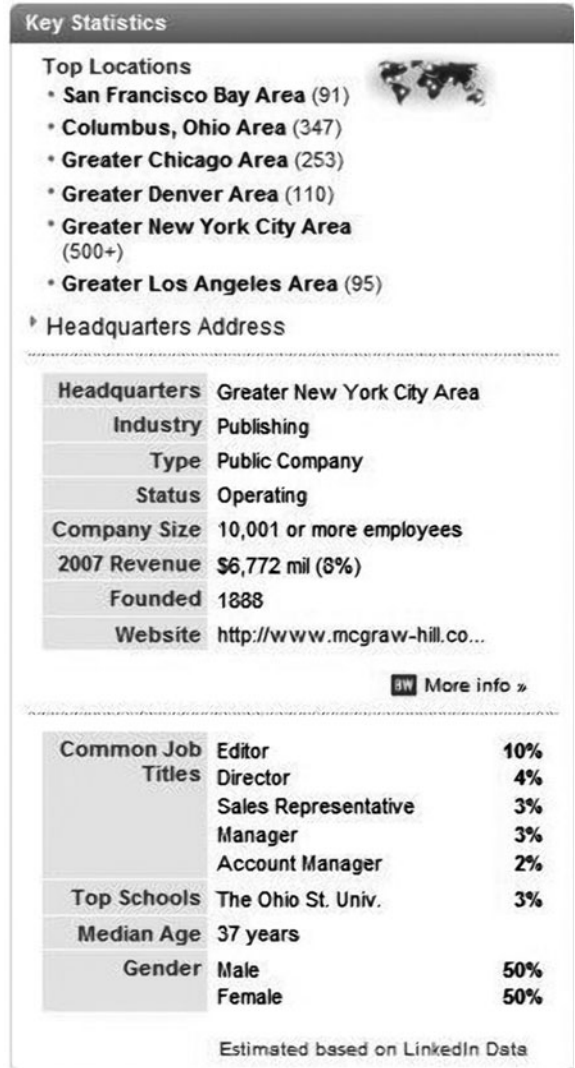 Key Statistics
Top Locations
• San Francisco Bay Area (91)
• Columbus, Ohio Area (347)
• Greater Chicago Area (253)
• Greater Denver Area (110)
• Greater New York City Area
(500+)
• Greater Los Angeles Area (95)
Headquarters Address
Headquarters Greater New York City Area
Industry Publishing
Type Public Company
Status Operating
Company Size 10,001 or more employees
2007 Revenue $6,772 mil (8%)
Founded 1888
Website http://www.mcgraw-hill.co...
BW More info »
Common Job Editor 10%
Titles Director 4%
Sales Representative 3%
Manager 3%
Account Manager 2%
Top Schools The Ohio St. Univ. 3%
Median Age 37 years
Gender Male 50%
Female 50%
Estimated based on LinkedIn Data